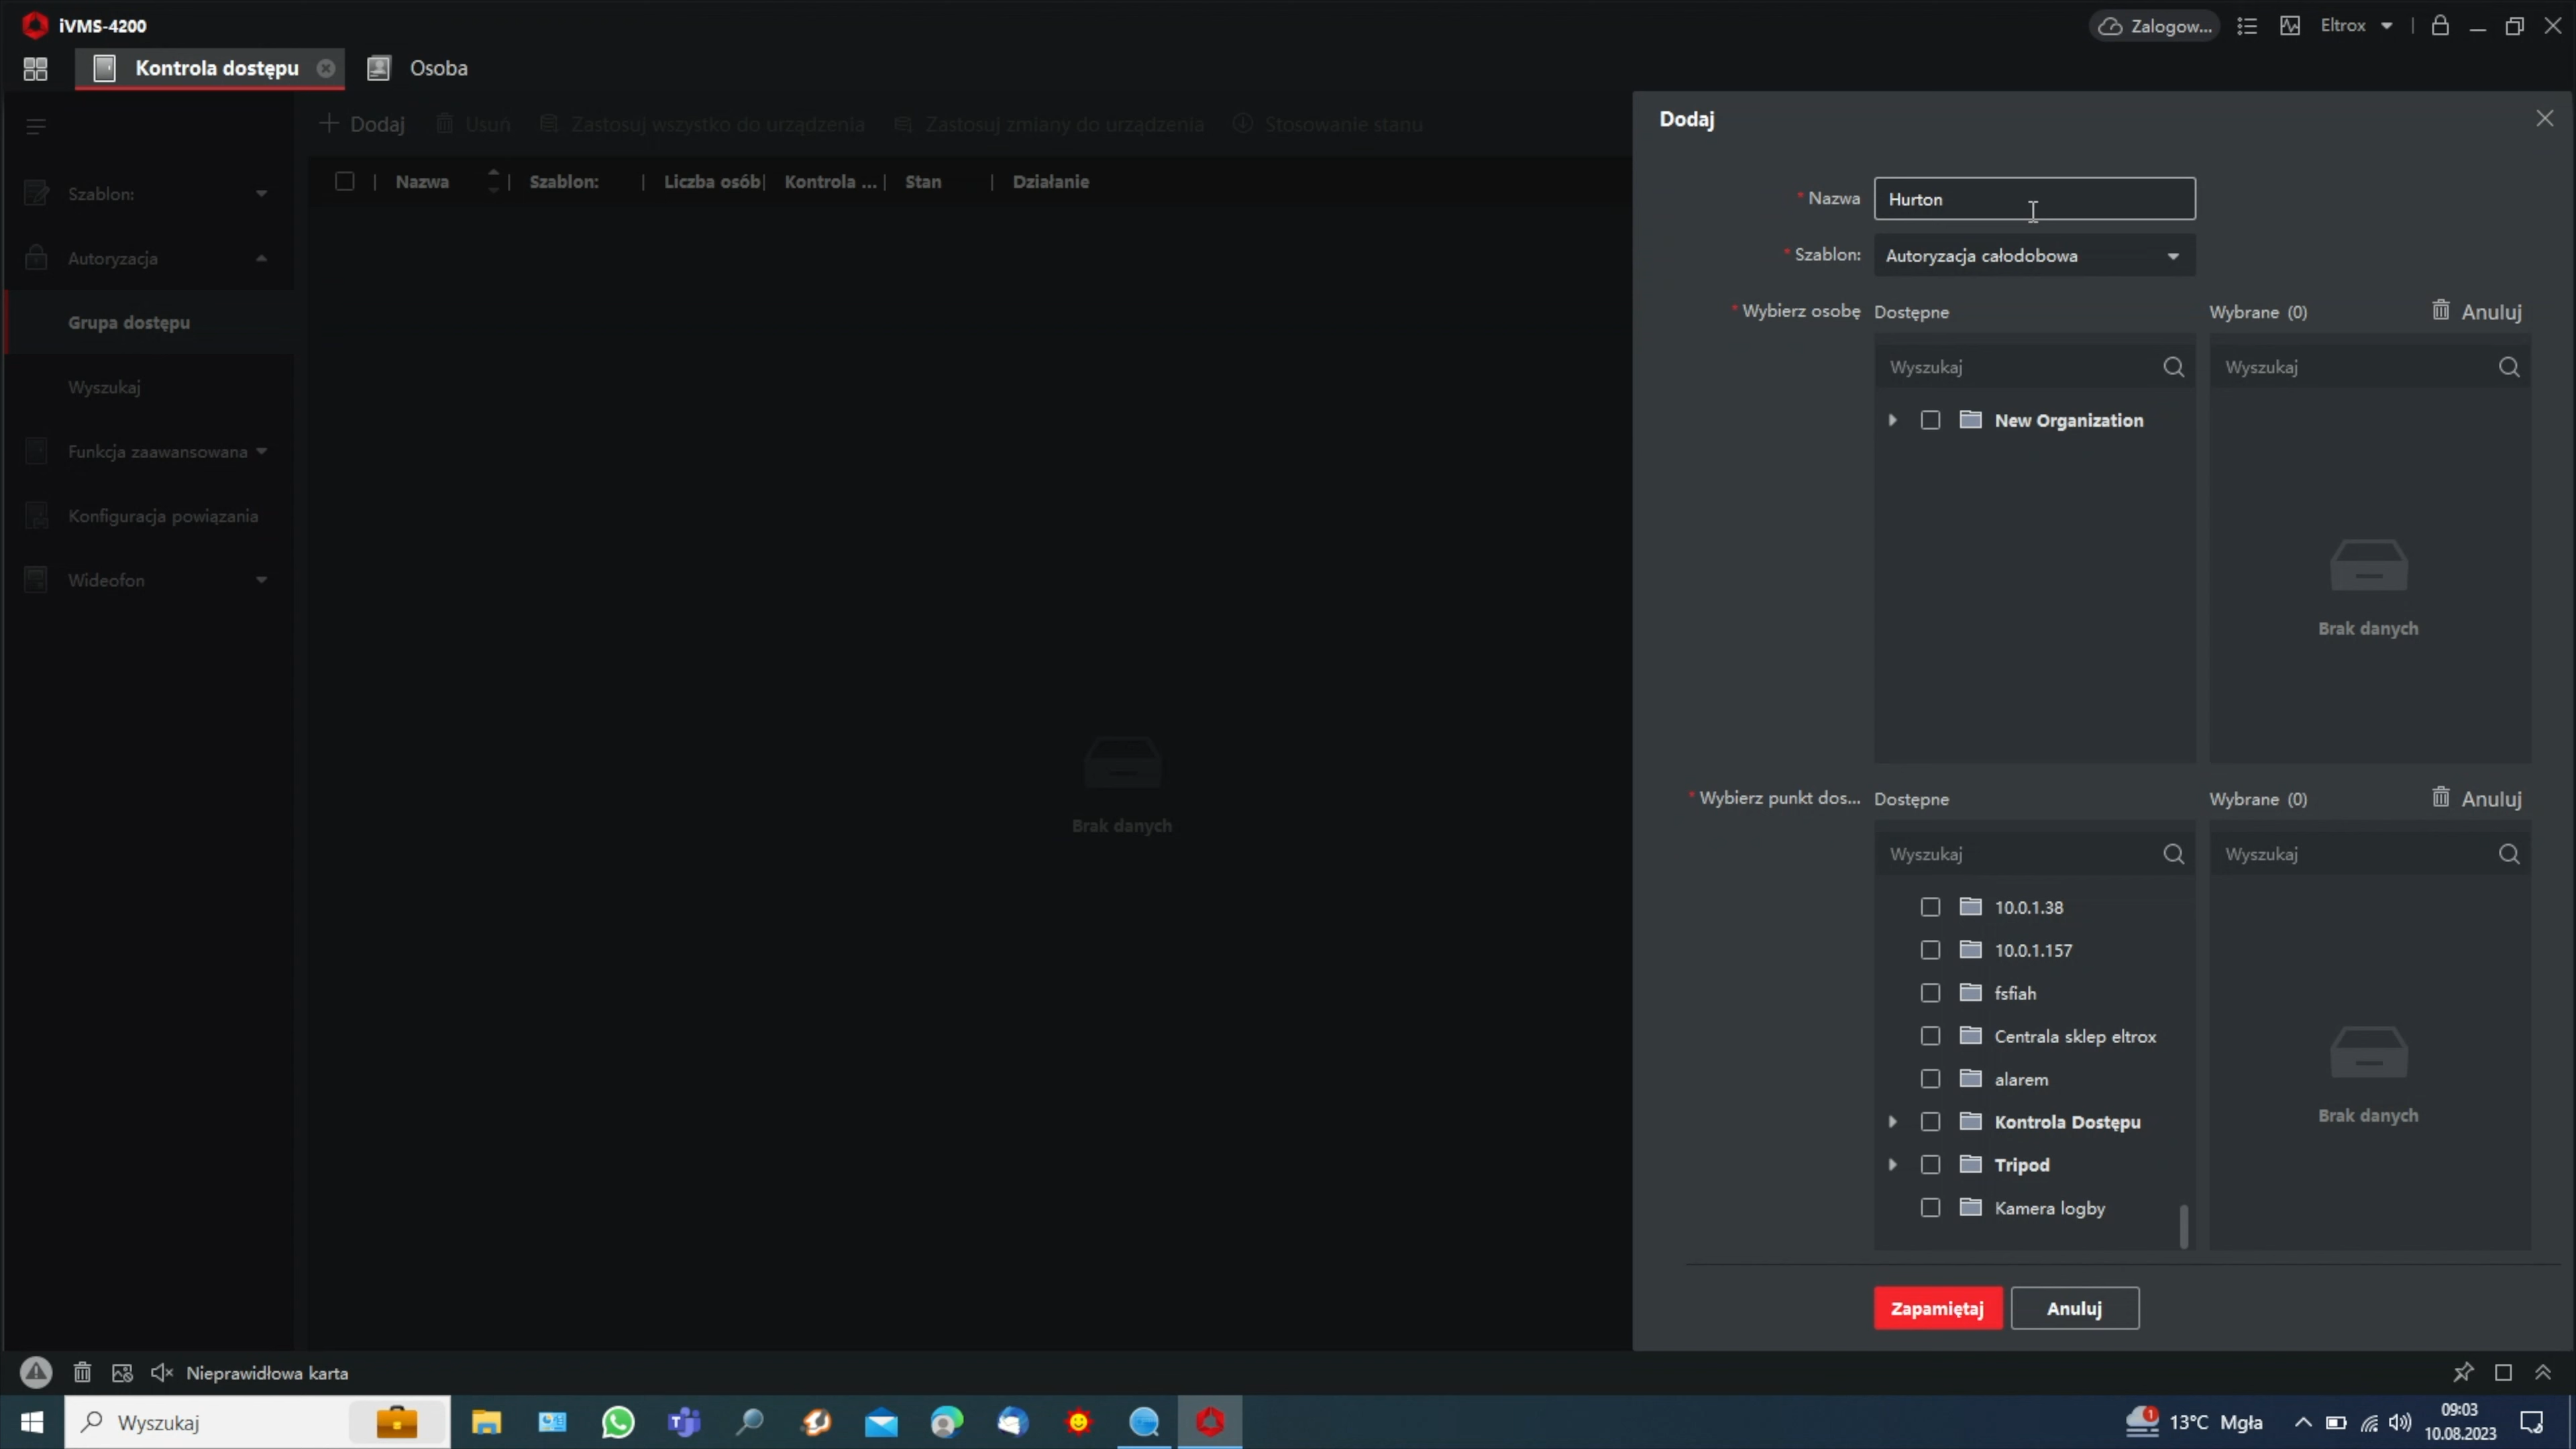 iVMS-4200
Zalogow...
Eltrox
Kontrola dostępu
Osoba
Dodaj
Usuń
Zastosuj wszystko do urządzenia
Zastosuj zmiany do urządzenia
Stosowanie stanu
Nazwa
Szablon:
Liczba osób
Kontrola ...
Stan
Działanie
Szablon:
Autoryzacja
Grupa dostępu
Wyszukaj
Funkcja zaawansowana
Konfiguracja powiązania
Wideofon
Brak danych
Dodaj
* Nazwa
Hurton
* Szablon:
Autoryzacja całodobowa
* Wybierz osobę
Dostępne
Wybrane (0)
Anuluj
Wyszukaj
Wyszukaj
New Organization
Brak danych
* Wybierz punkt dos...
Dostępne
Wybrane (0)
Anuluj
Wyszukaj
Wyszukaj
10.0.1.38
10.0.1.157
fsfiah
Centrala sklep eltrox
alarem
Kontrola Dostępu
Tripod
Kamera logby
Brak danych
Zapamiętaj
Anuluj
Nieprawidłowa karta
Wyszukaj
1
13°C Mgła
09:03
10.08.2023